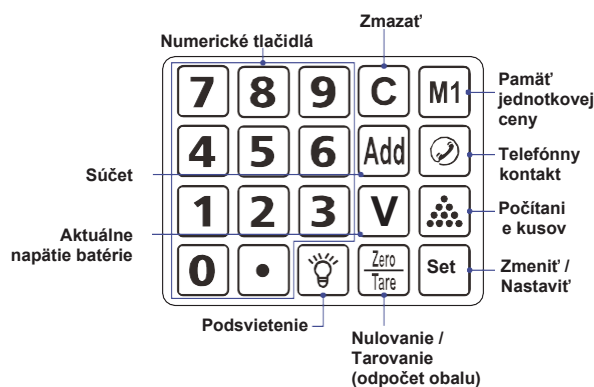 Zmazať
Numerické tlačidlá
7 8 9 C M1
Pamäť
jednotkovej
ceny
4 5 6 Add
Telefónny
kontakt
Súčet
1 2 3 V
Počítani
e kusov
Aktuálne
napätie batérie
0 • Zero
Tare
Set
Zmeniť /
Nastaviť
Podsvietenie
Nulovanie /
Tarovanie
(odpočet obalu)